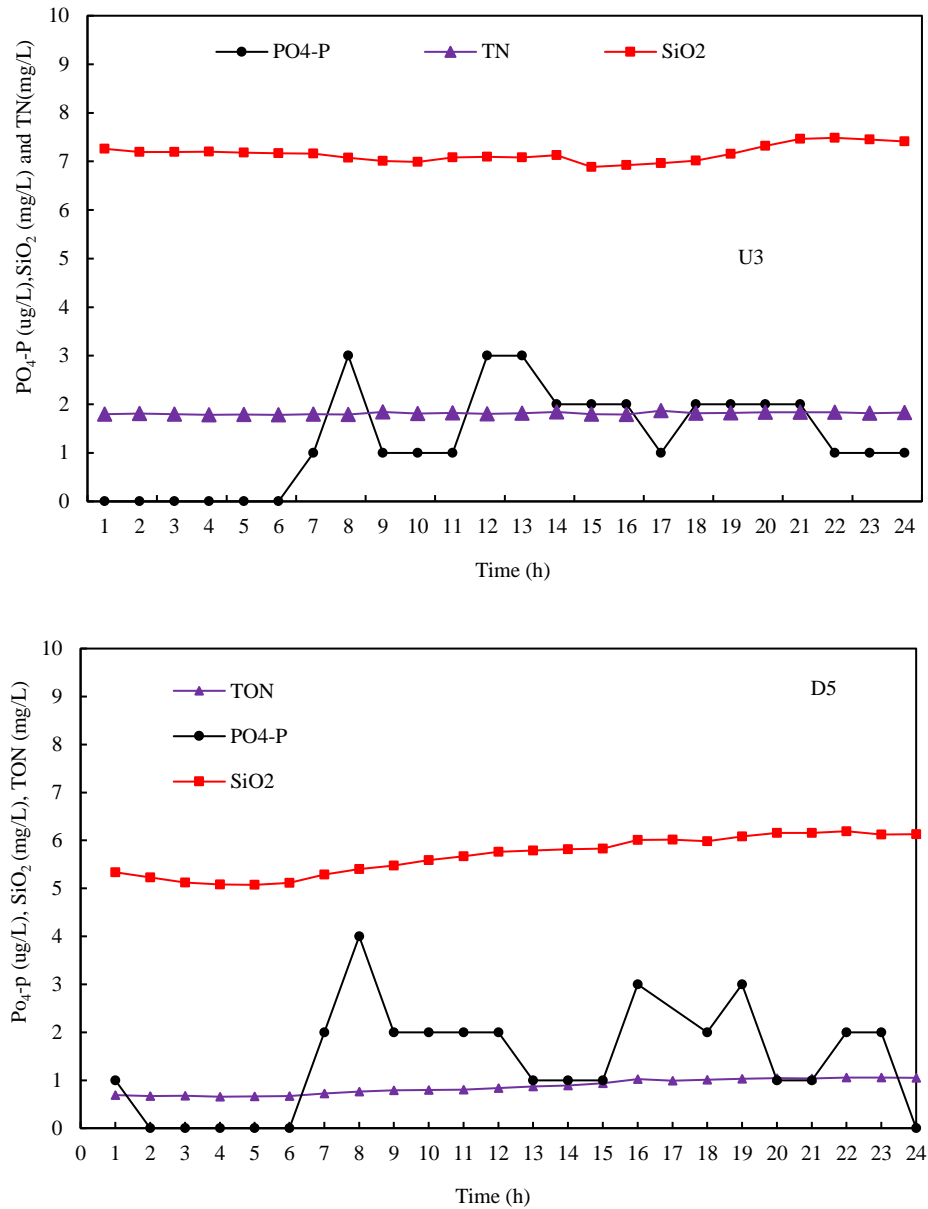 10
9
8
7
6
5
4
3
2
1
0
PO4-P TN SiO2
U3
PO₄-P (ug/L),SiO₂ (mg/L) and TN(mg/L)
1 2 3 4 5 6 7 8 9 10 11 12 13 14 15 16 17 18 19 20 21 22 23 24
Time (h)
10
9
8
7
6
5
4
3
2
1
0
TON
PO4-P
SiO2
D5
Po₄-p (ug/L), SiO₂ (mg/L), TON (mg/L)
0 1 2 3 4 5 6 7 8 9 10 11 12 13 14 15 16 17 18 19 20 21 22 23 24
Time (h)